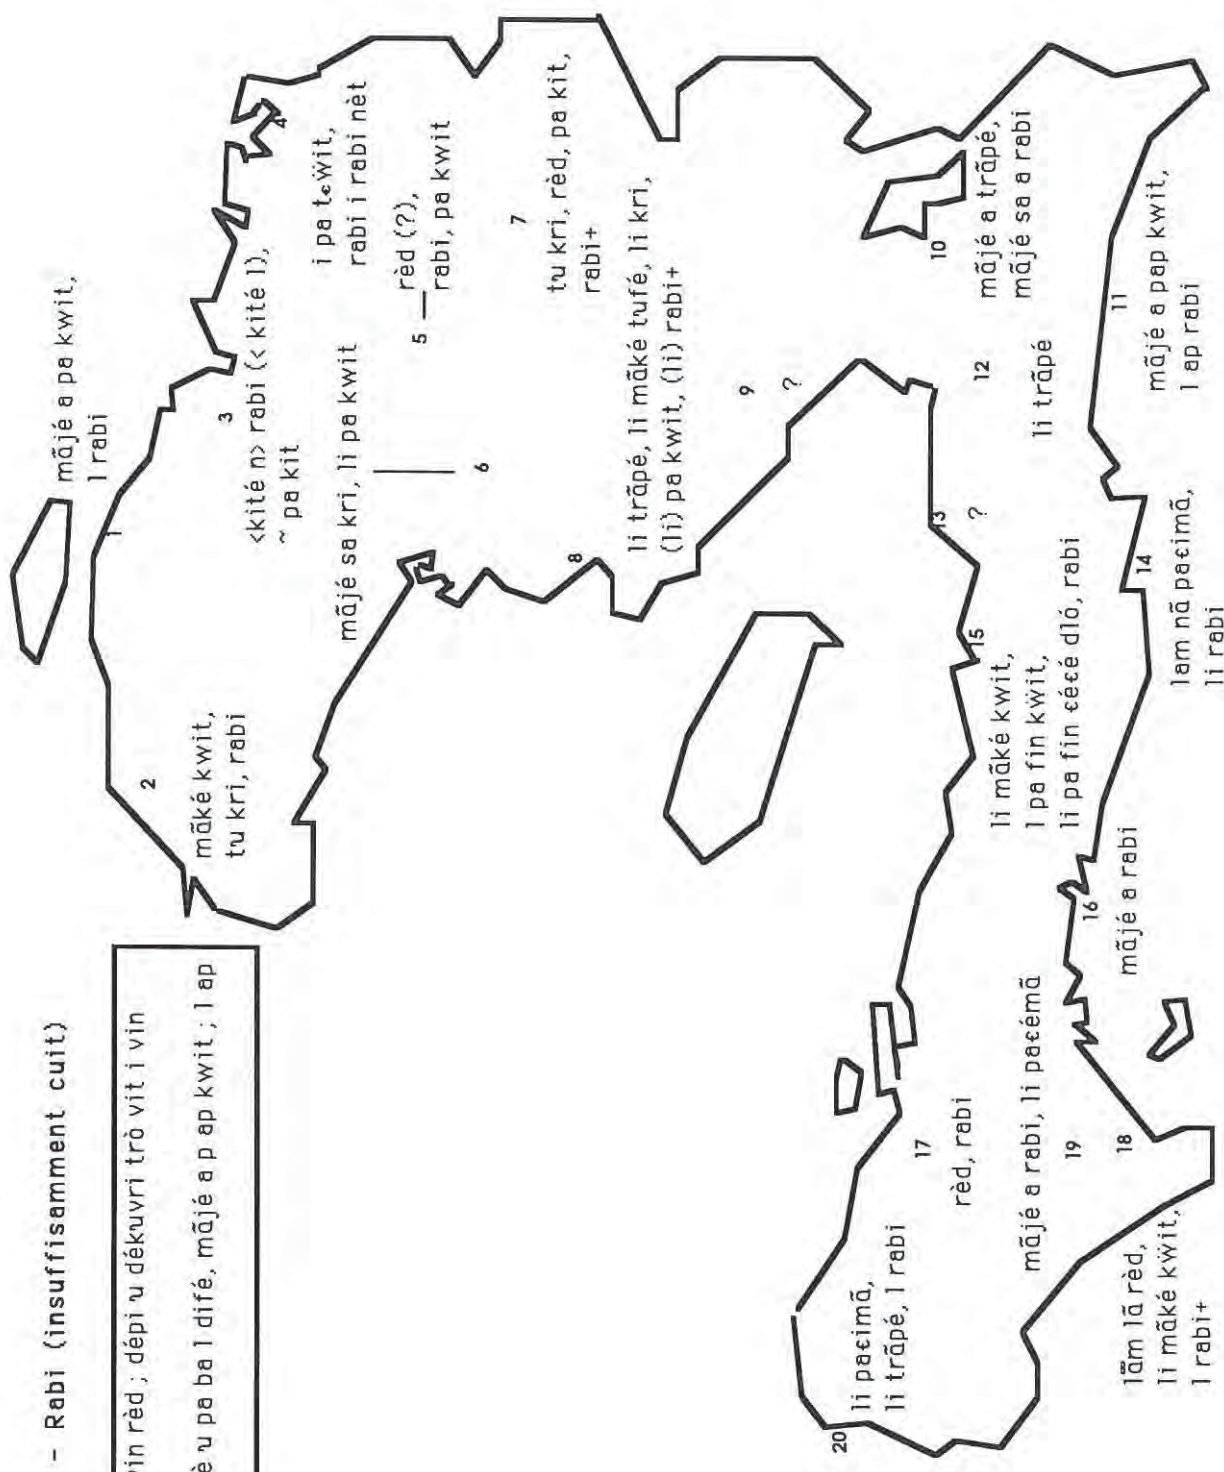 - Rabi (insuffisamment cuit)
rèd ; dépi u dékuvri trò vit i vin
u pa ba l difé, mãjé a p ap kwit ; l ap
mãjé a pa kwit,
l rabi
1
2
mãké kwit,
tu kri, rabi
3
<kité n> rabi (< kité l),
~ pa kit
4
i pa tɛẅit,
rabi i rabi nèt
mãjé sa kri, li pa kwit
6
5
rèd (?),
rabi, pa kwit
7
tu kri, rèd, pa kit,
rabi+
8
li trãpé, li mãké tufé, li kri,
(li) pa kwit, (li) rabi+
9
?
10
mãjé a trãpé,
mãjé sa a rabi
11
mãjé a pap kwit,
l ap rabi
12
li trãpé
13
?
14
lam nã paɛimã,
li rabi
15
li mãké kwit,
l pa fin kẅit,
li pa fin ɛéɛé dló, rabi
16
mãjé a rabi
17
rèd, rabi
mãjé a rabi, li paɛémã
19
18
lãm lã rèd,
li mãké kẅit,
l rabi+
20
li paɛimã,
li trãpé, l rabi